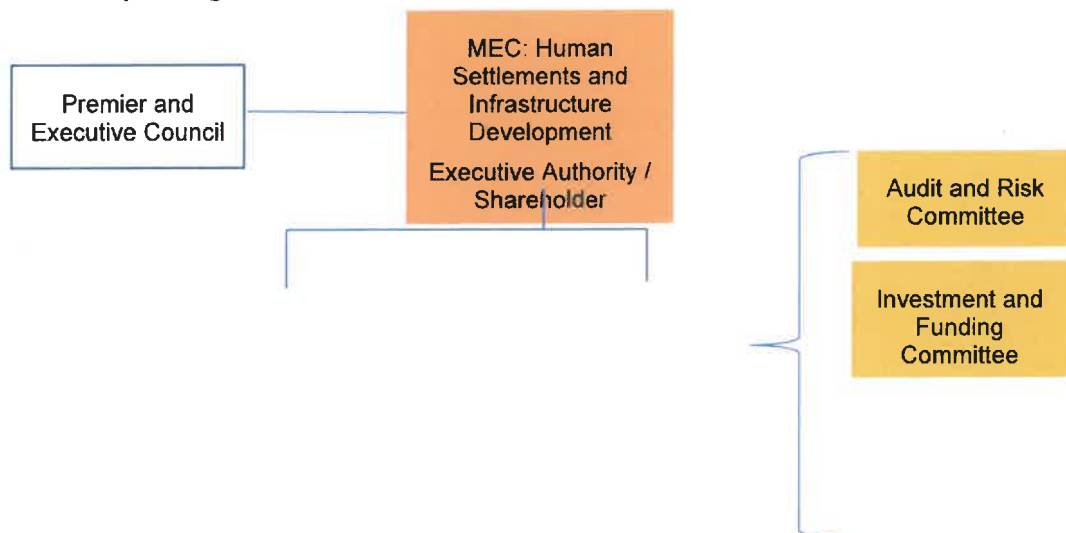 Premier and
Executive Council
MEC: Human
Settlements and
Infrastructure
Development
Executive Authority /
Shareholder
Audit and Risk
Committee
Investment and
Funding
Committee